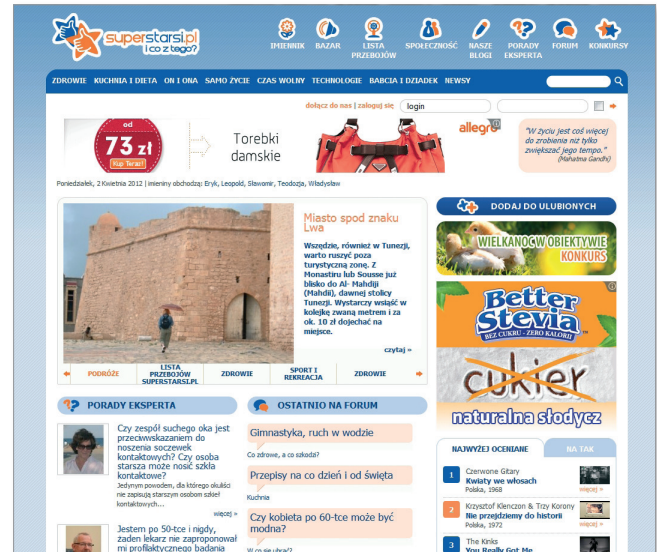 superstarsi.pl
i co z tego?
IMIENNIK
BAZAR
LISTA
PRZEBOJÓW
SPOŁECZNOŚĆ
NASZE
BLOGI
PORADY
EKSPERTA
FORUM
KONKURSY
ZDROWIE KUCHNIA I DIETA ON I ONA SAMO ŻYCIE CZAS WOLNY TECHNOLOGIE BABCIA I DZIADEK NEWSY
dołącz do nas | zaloguj się login
od
73 zł
Kup Teraz!
Torebki
damskie
allegro
"W życiu jest coś więcej
do zrobienia niż tylko
zwiększać jego tempo."
(Mahatma Gandhi)
Poniedziałek, 2 Kwietnia 2012 | imieniny obchodzą: Eryk, Leopold, Sławomir, Teodozja, Władysław
Miasto spod znaku
Lwa
Wszędzie, również w Tunezji,
warto ruszyć poza
turystyczną zonę. Z
Monastiru lub Sousse już
blisko do Al- Mahdiji
(Mahdii), dawnej stolicy
Tunezji. Wystarczy wsiąść w
kolejkę zwaną metrem i za
ok. 10 zł dojechać na
miejsce.
czytaj »
PODRÓŻE
LISTA
PRZEBOJÓW
SUPERSTARSI.PL
ZDROWIE
SPORT I
REKREACJA
ZDROWIE
DODAJ DO ULUBIONYCH
WIELKANOC W OBIEKTYWIE
KONKURS
Better
Stevia
BEZ CUKRU - ZERO KALORII
cukier
naturalna słodycz
PORADY EKSPERTA
Czy zespół suchego oka jest
przeciwwskazaniem do
noszenia soczewek
kontaktowych? Czy osoba
starsza może nosić szkła
kontaktowe?
Jedynym powodem, dla którego okuliści
nie zapisują starszym osobom szkieł
kontaktowych...
więcej »
Jestem po 50-tce i nigdy,
żaden lekarz nie zaproponował
mi profilaktycznego badania
OSTATNIO NA FORUM
Gimnastyka, ruch w wodzie
Co zdrowe, a co szkodzi?
Przepisy na co dzień i od święta
Kuchnia
Czy kobieta po 60-tce może być
modna?
W co się ubrać?
NAJWYŻEJ OCENIANE
NA TAK
1
Czerwone Gitary
Kwiaty we włosach
Polska, 1968
więcej »
2
Krzysztof Klenczon & Trzy Korony
Nie przejdziemy do historii
Polska, 1972
więcej »
3
The Kinks
You Really Got Me